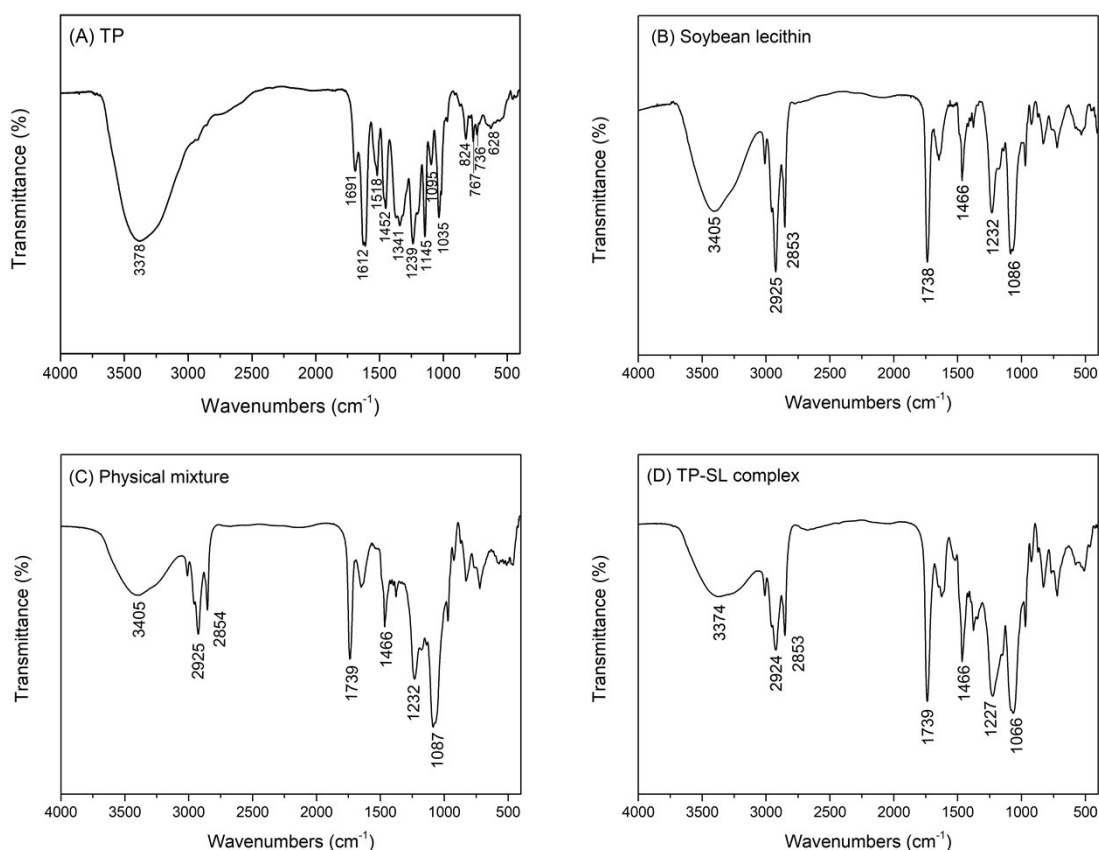 (A) TP
Transmittance (%)
3378
1691
1612
1518
1452
1341
1239
1145
1095
1035
824
767
736
628
4000 3500 3000 2500 2000 1500 1000 500
Wavenumbers (cm-1)
(B) Soybean lecithin
Transmittance (%)
3405
2925
2853
1738
1466
1232
1086
4000 3500 3000 2500 2000 1500 1000 500
Wavenumbers (cm-1)
(C) Physical mixture
Transmittance (%)
3405
2925
2854
1739
1466
1232
1087
4000 3500 3000 2500 2000 1500 1000 500
Wavenumbers (cm-1)
(D) TP-SL complex
Transmittance (%)
3374
2924
2853
1739
1466
1227
1066
4000 3500 3000 2500 2000 1500 1000 500
Wavenumbers (cm-1)